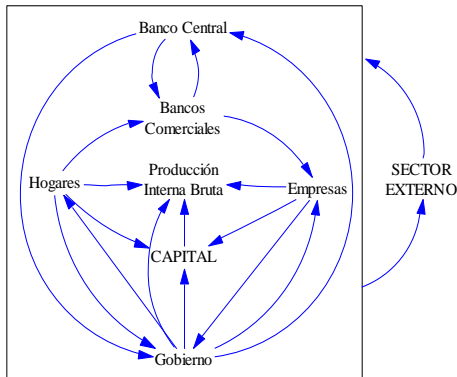 Banco Central
Bancos
Comerciales
Producción
Interna Bruta
Hogares
Empresas
SECTOR
EXTERNO
CAPITAL
Gobierno